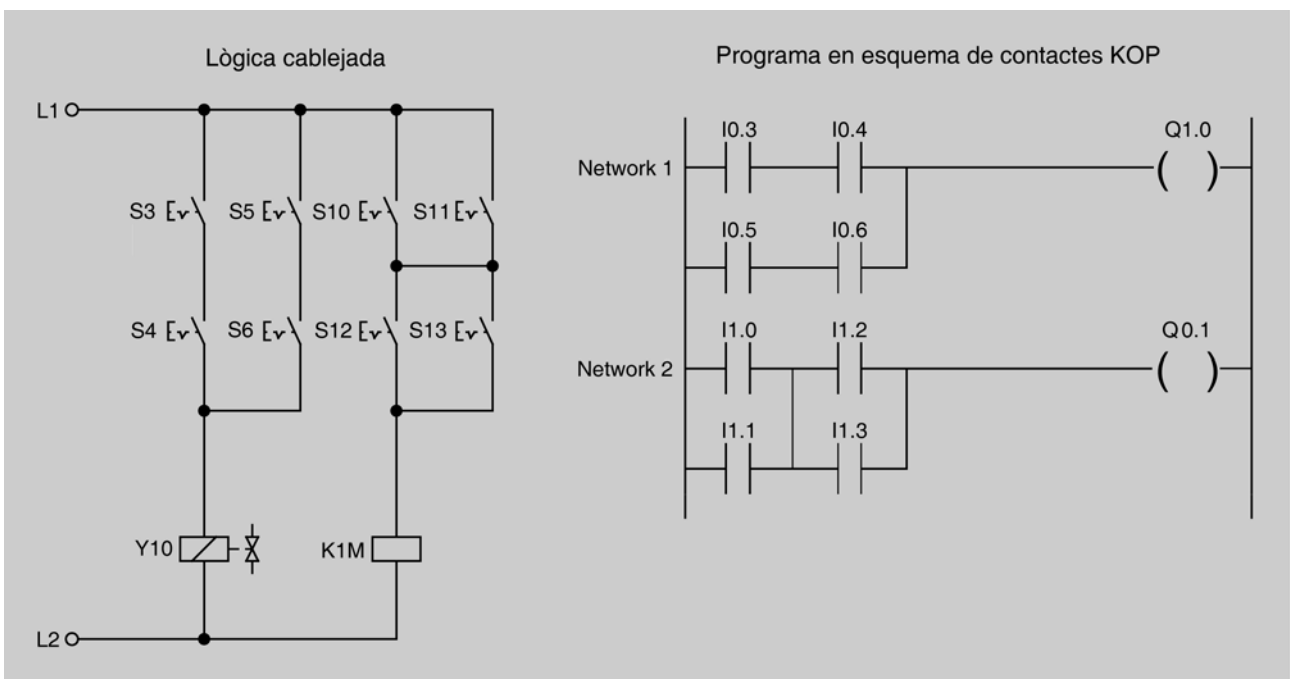 Lògica cablejada
L1
S3
S5
S10
S11
S4
S6
S12
S13
Y10
K1M
L2
Programa en esquema de contactes KOP
I0.3
I0.4
Q1.0
Network 1
I0.5
I0.6
I1.0
I1.2
Q0.1
Network 2
I1.1
I1.3